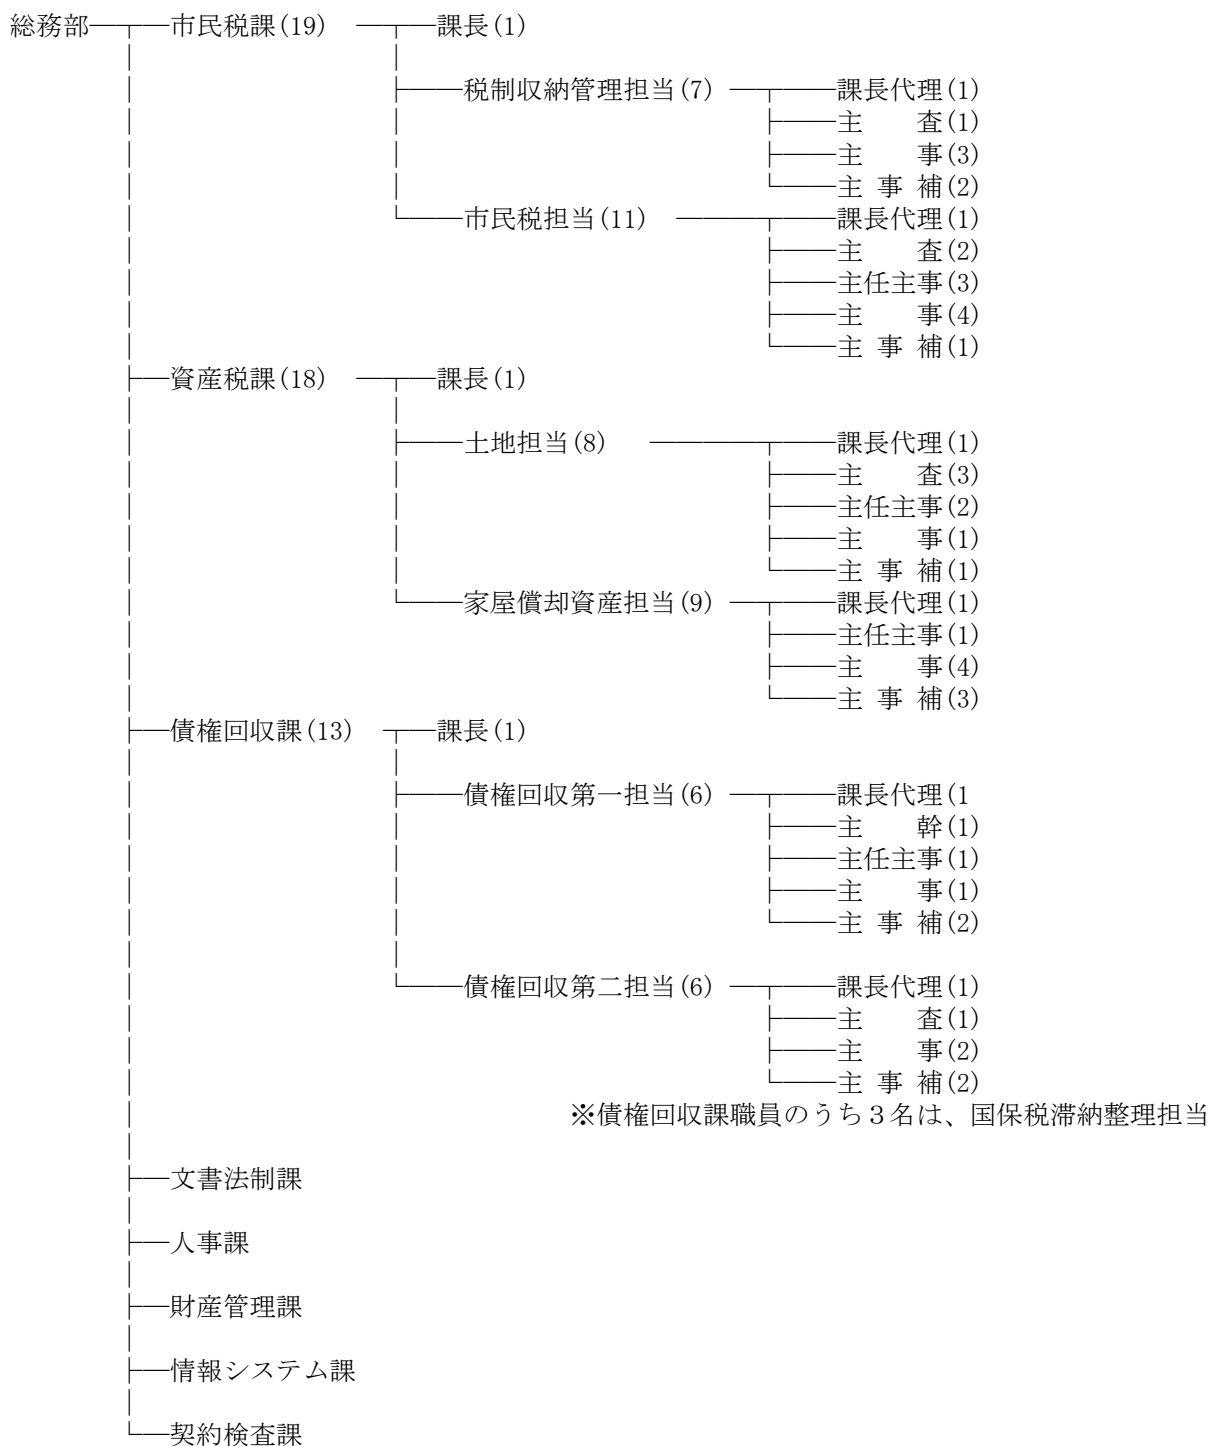 総務部 市民税課(19) 課長(1)
税制収納管理担当(7) 課長代理(1)
主　　査(1)
主　　事(3)
主 事 補(2)
市民税担当(11) 課長代理(1)
主　　査(2)
主任主事(3)
主　　事(4)
主 事 補(1)
資産税課(18) 課長(1)
土地担当(8) 課長代理(1)
主　　査(3)
主任主事(2)
主　　事(1)
主 事 補(1)
家屋償却資産担当(9) 課長代理(1)
主任主事(1)
主　　事(4)
主 事 補(3)
債権回収課(13) 課長(1)
債権回収第一担当(6) 課長代理(1
主　　幹(1)
主任主事(1)
主　　事(1)
主 事 補(2)
債権回収第二担当(6) 課長代理(1)
主　　査(1)
主　　事(2)
主 事 補(2)
※債権回収課職員のうち３名は、国保税滞納整理担当
文書法制課
人事課
財産管理課
情報システム課
契約検査課